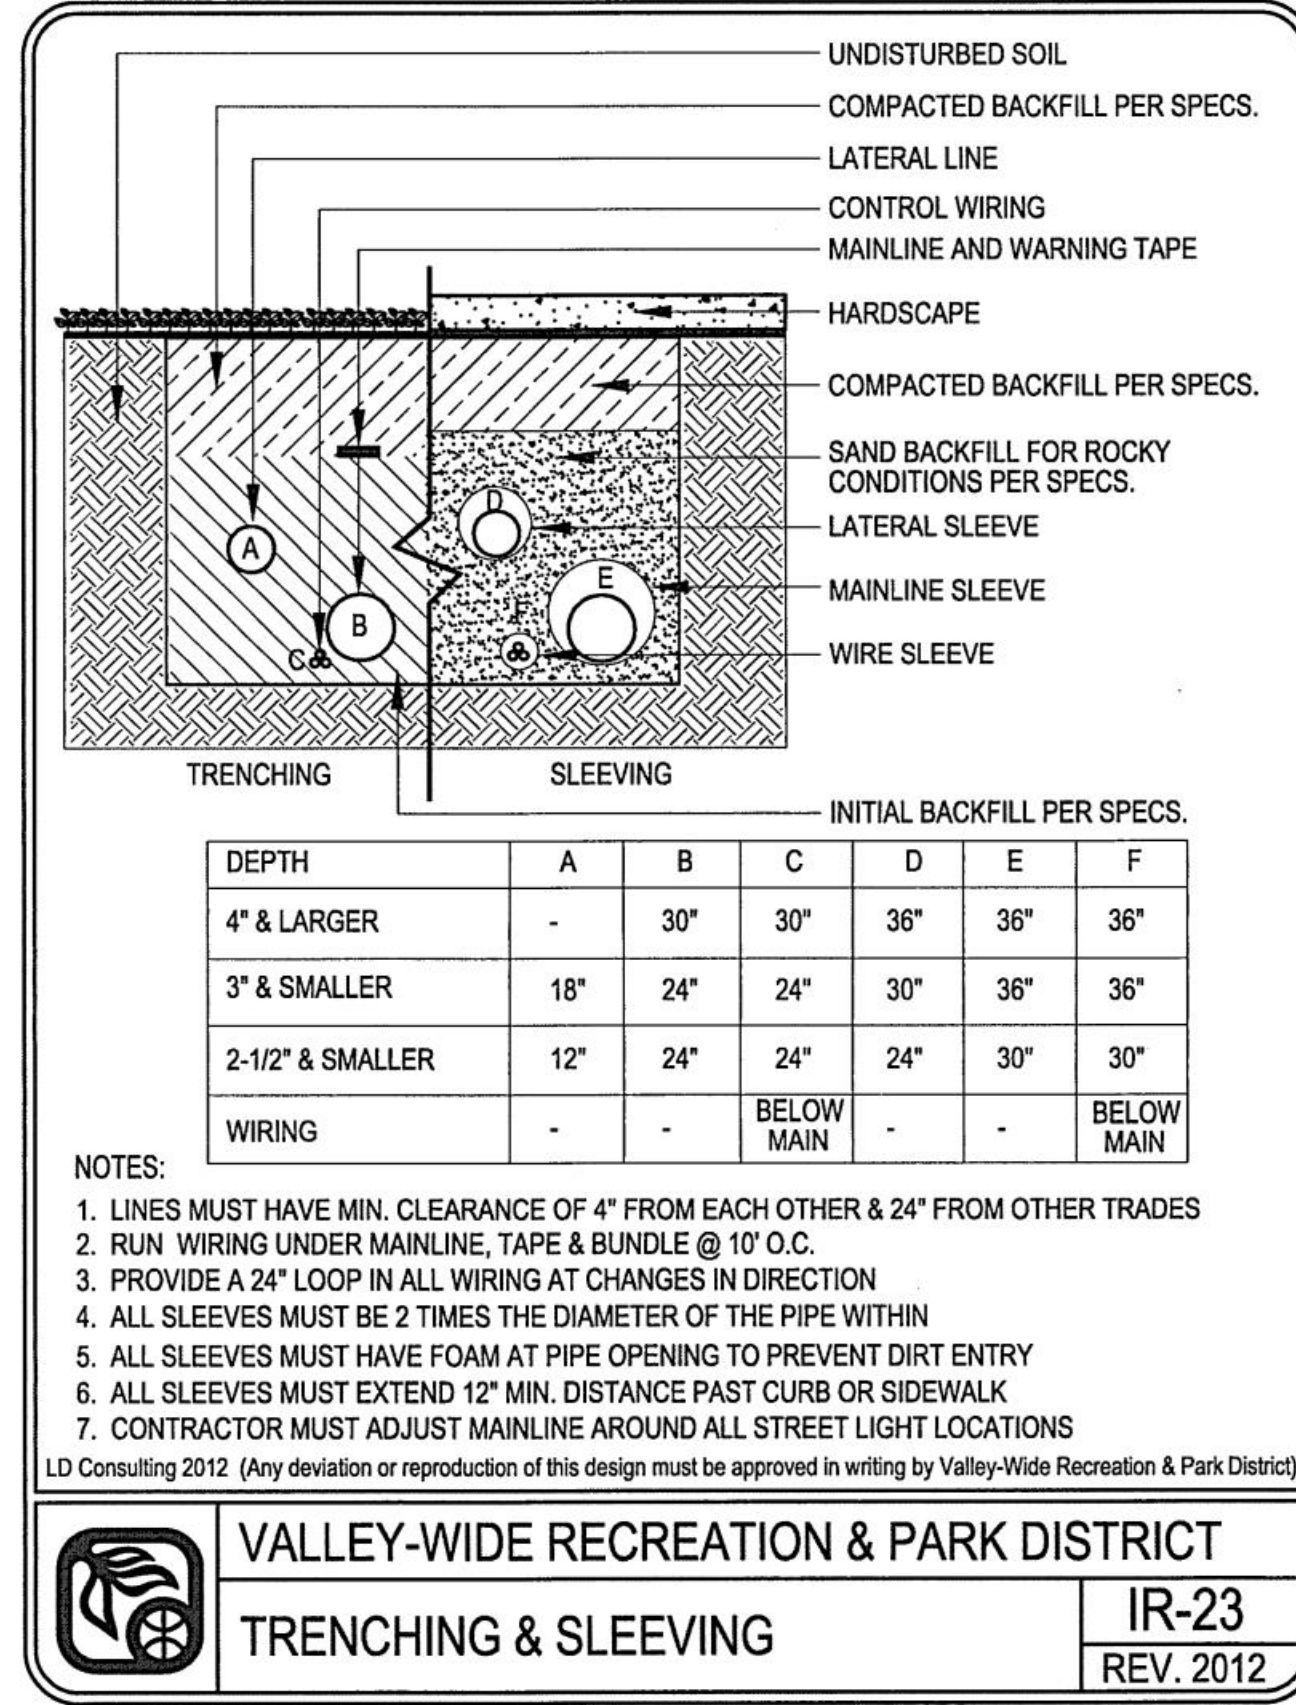 UNDISTURBED SOIL
COMPACTED BACKFILL PER SPECS.
LATERAL LINE
CONTROL WIRING
MAINLINE AND WARNING TAPE
HARDSCAPE
COMPACTED BACKFILL PER SPECS.
SAND BACKFILL FOR ROCKY
CONDITIONS PER SPECS.
LATERAL SLEEVE
MAINLINE SLEEVE
WIRE SLEEVE
A
B
C
D
E
F
TRENCHING SLEEVING
INITIAL BACKFILL PER SPECS.
DEPTH A B C D E F
4" & LARGER - 30" 30" 36" 36" 36"
3" & SMALLER 18" 24" 24" 30" 36" 36"
2-1/2" & SMALLER 12" 24" 24" 24" 30" 30"
WIRING - - BELOW MAIN - - BELOW MAIN
NOTES:
1. LINES MUST HAVE MIN. CLEARANCE OF 4" FROM EACH OTHER & 24" FROM OTHER TRADES
2. RUN WIRING UNDER MAINLINE, TAPE & BUNDLE @ 10' O.C.
3. PROVIDE A 24" LOOP IN ALL WIRING AT CHANGES IN DIRECTION
4. ALL SLEEVES MUST BE 2 TIMES THE DIAMETER OF THE PIPE WITHIN
5. ALL SLEEVES MUST HAVE FOAM AT PIPE OPENING TO PREVENT DIRT ENTRY
6. ALL SLEEVES MUST EXTEND 12" MIN. DISTANCE PAST CURB OR SIDEWALK
7. CONTRACTOR MUST ADJUST MAINLINE AROUND ALL STREET LIGHT LOCATIONS
LD Consulting 2012 (Any deviation or reproduction of this design must be approved in writing by Valley-Wide Recreation & Park District)
VALLEY-WIDE RECREATION & PARK DISTRICT
TRENCHING & SLEEVING
IR-23
REV. 2012